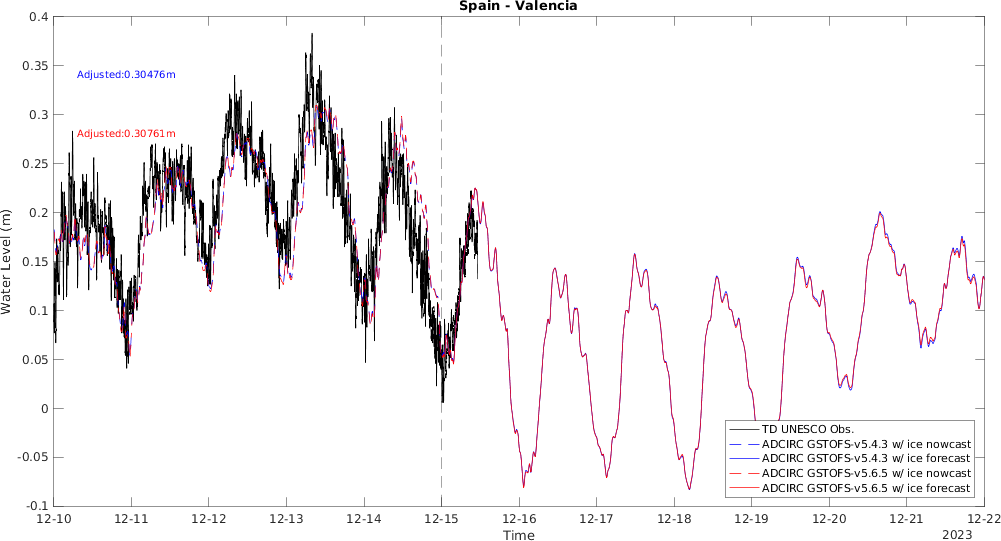 Spain - Valencia
0.4
0.35
0.3
0.25
0.2
0.15
0.1
0.05
0
-0.05
-0.1
Water Level (m)
Adjusted:0.30476m
Adjusted:0.30761m
TD UNESCO Obs.
ADCIRC GSTOFS-v5.4.3 w/ ice nowcast
ADCIRC GSTOFS-v5.4.3 w/ ice forecast
ADCIRC GSTOFS-v5.6.5 w/ ice nowcast
ADCIRC GSTOFS-v5.6.5 w/ ice forecast
12-10 12-11 12-12 12-13 12-14 12-15 12-16 12-17 12-18 12-19 12-20 12-21 12-22
Time
2023